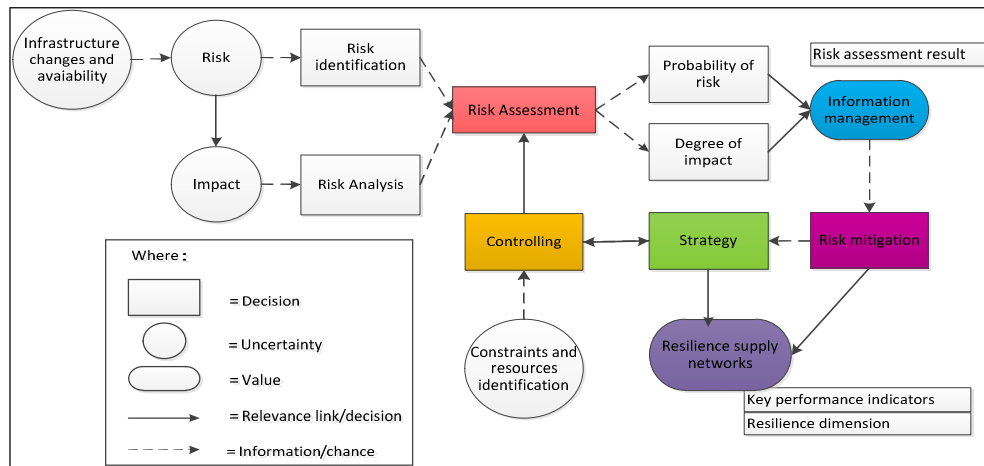 Infrastructure
changes and
avaiability
Risk
Risk
identification
Impact
Risk Analysis
Risk Assessment
Probability of
risk
Degree of
impact
Risk assessment result
Information
management
Controlling
Strategy
Risk mitigation
Constraints and
resources
identification
Resilience supply
networks
Key performance indicators
Resilience dimension
Where :
= Decision
= Uncertainty
= Value
= Relevance link/decision
= Information/chance